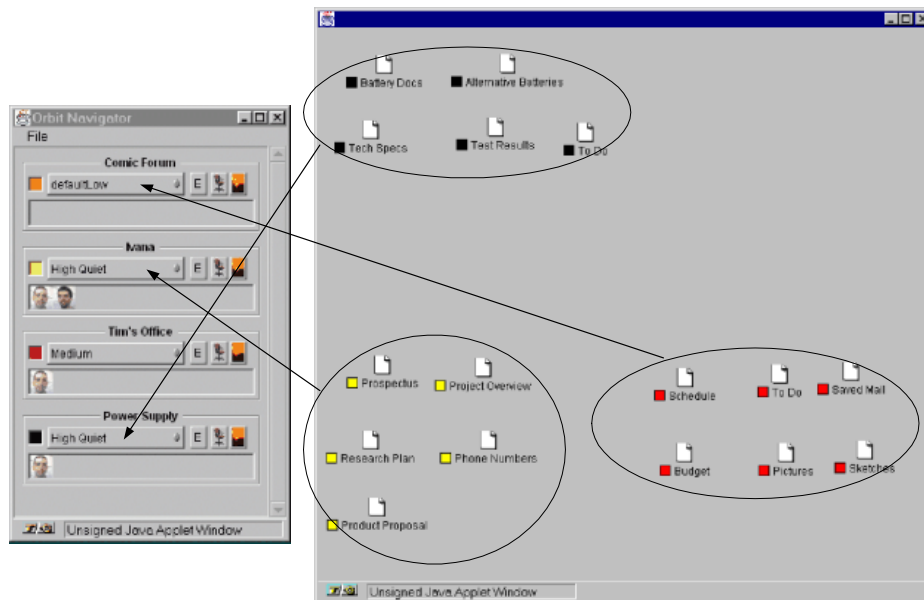 Orbit Navigator
File
Comic Forum
defaultLow
E
Ivana
High Quiet
E
Tim's Office
Medium
E
Power Supply
High Quiet
E
Unsigned Java Applet Window
Battery Docs
Alternative Batteries
Tech Specs
Test Results
To Do
Prospectus
Project Overview
Research Plan
Phone Numbers
Product Proposal
Schedule
To Do
Saved Mail
Budget
Pictures
Sketches
Unsigned Java Applet Window